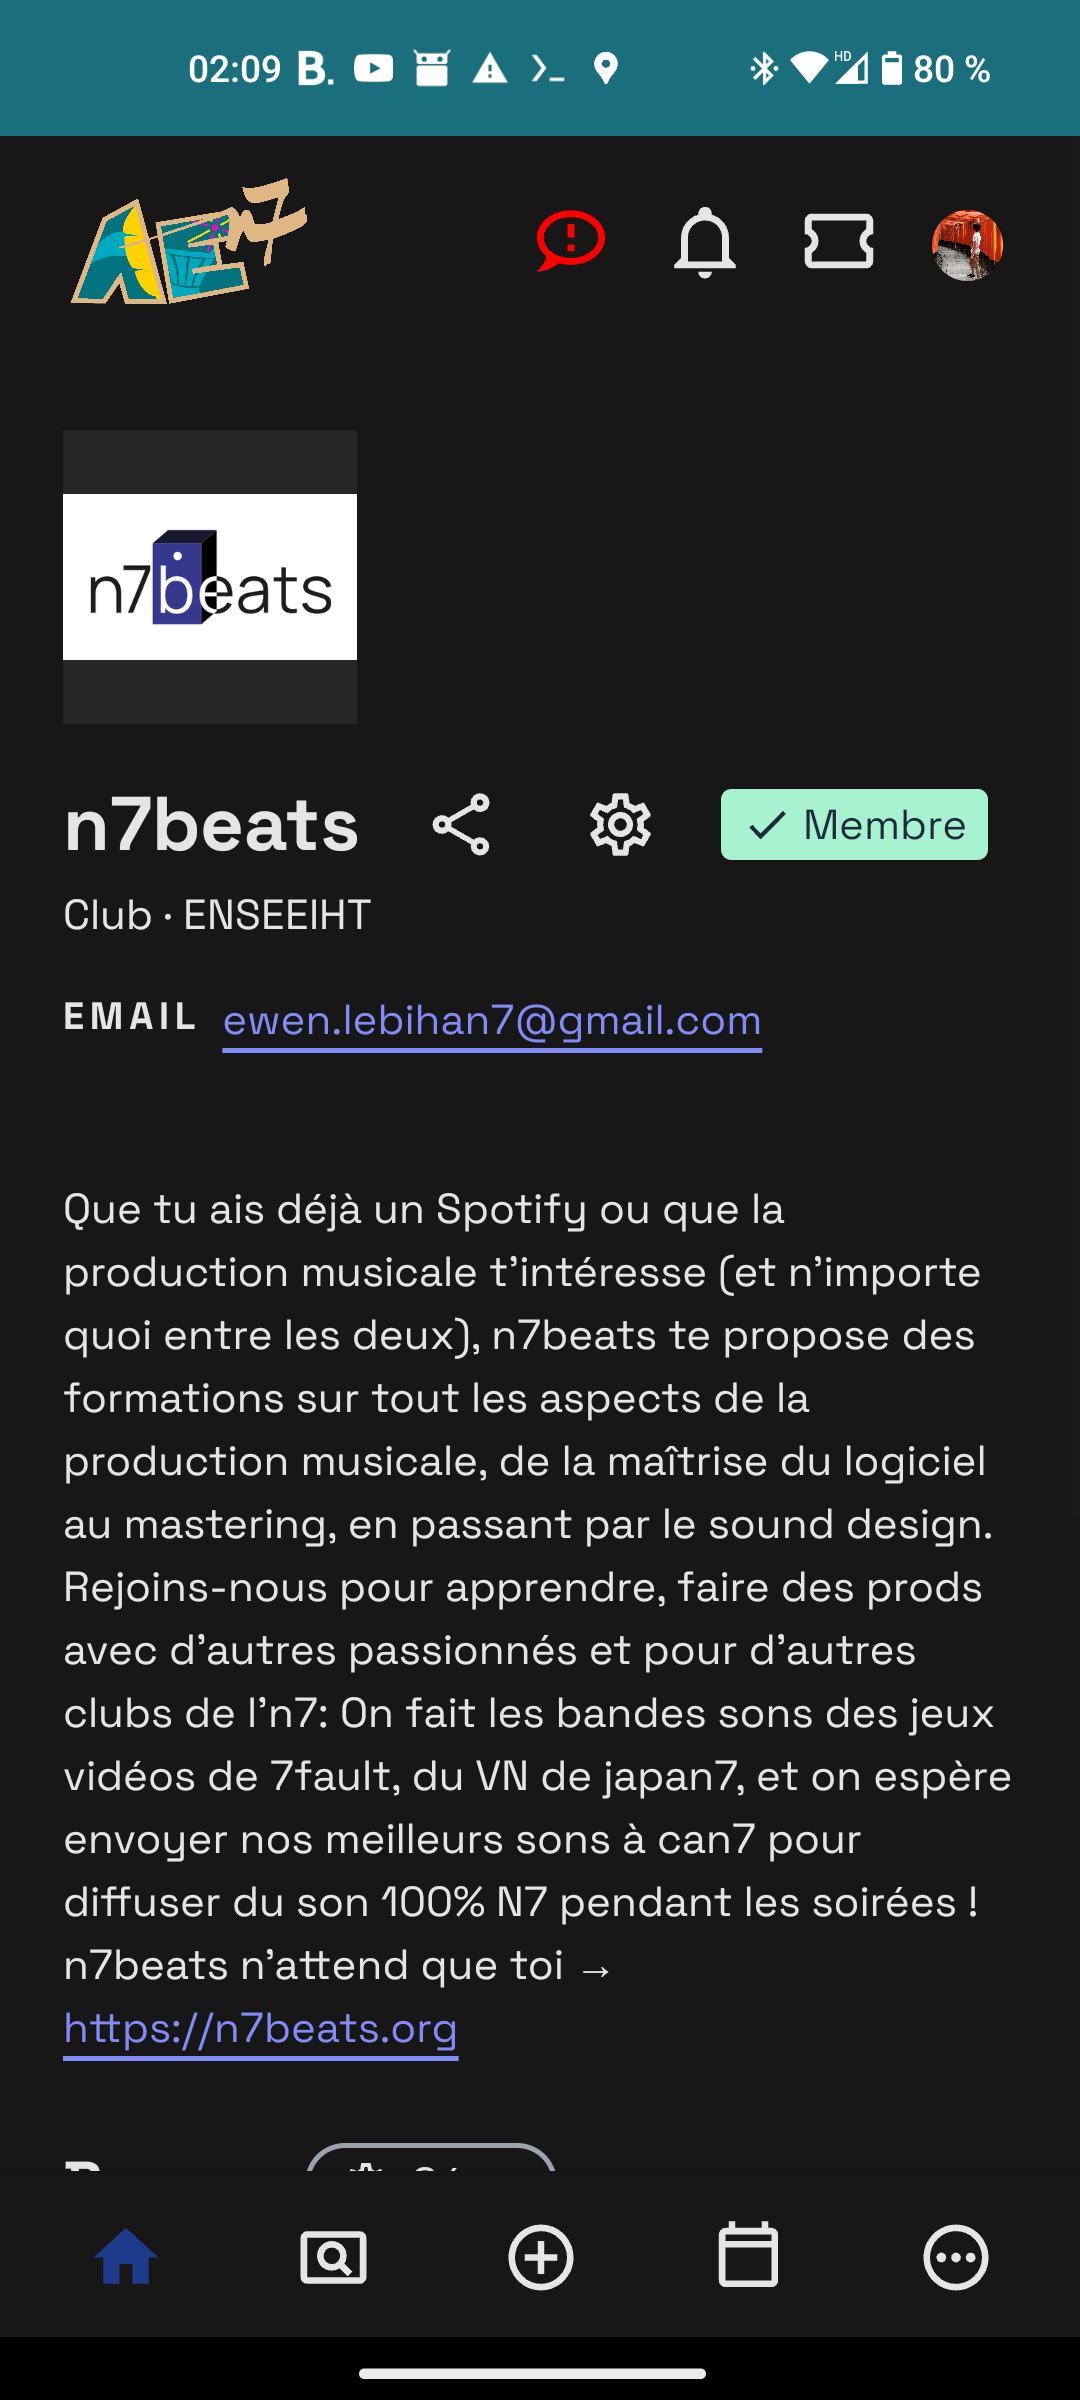 02:09 B. HD 80 %
AEn7
n7beats
n7beats Membre
Club · ENSEEIHT
EMAIL ewen.lebihan7@gmail.com
Que tu ais déjà un Spotify ou que la
production musicale t'intéresse (et n'importe
quoi entre les deux), n7beats te propose des
formations sur tout les aspects de la
production musicale, de la maîtrise du logiciel
au mastering, en passant par le sound design.
Rejoins-nous pour apprendre, faire des prods
avec d'autres passionnés et pour d'autres
clubs de l'n7: On fait les bandes sons des jeux
vidéos de 7fault, du VN de japan7, et on espère
envoyer nos meilleurs sons à can7 pour
diffuser du son 100% N7 pendant les soirées !
n7beats n'attend que toi →
https://n7beats.org